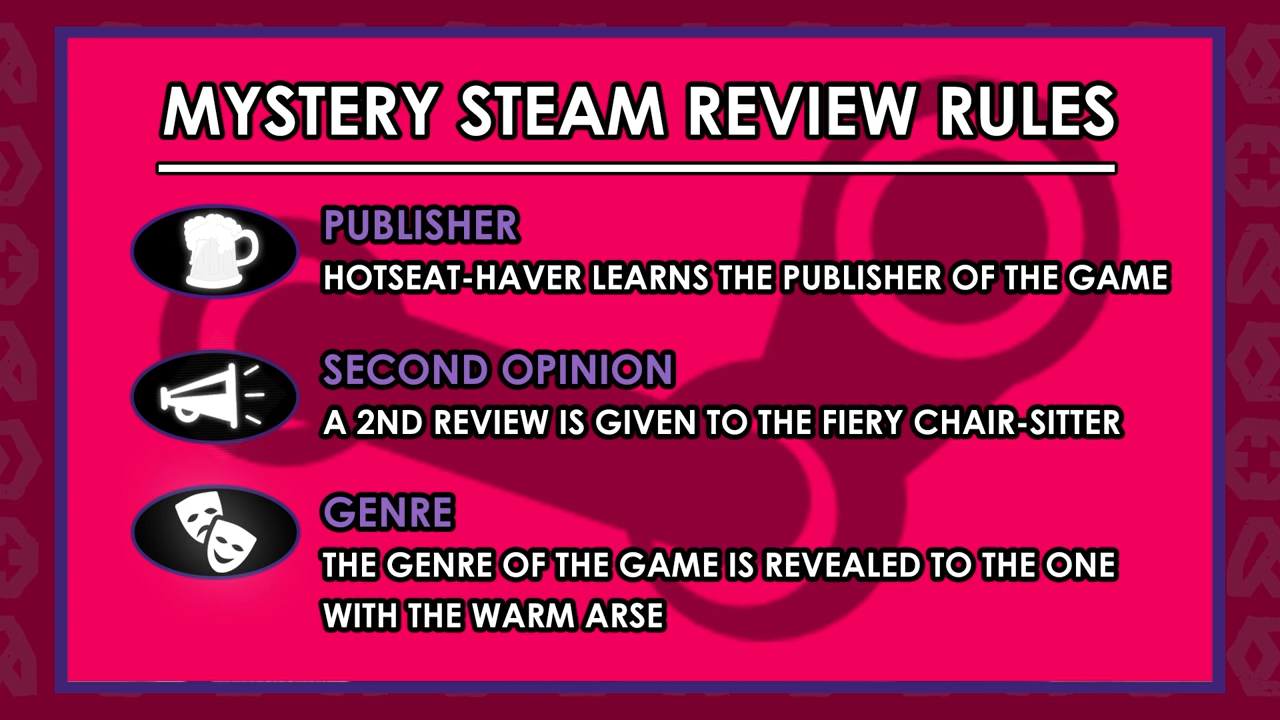 MYSTERY STEAM REVIEW RULES
PUBLISHER
HOTSEAT-HAVER LEARNS THE PUBLISHER OF THE GAME
SECOND OPINION
A 2ND REVIEW IS GIVEN TO THE FIERY CHAIR-SITTER
GENRE
THE GENRE OF THE GAME IS REVEALED TO THE ONE
WITH THE WARM ARSE